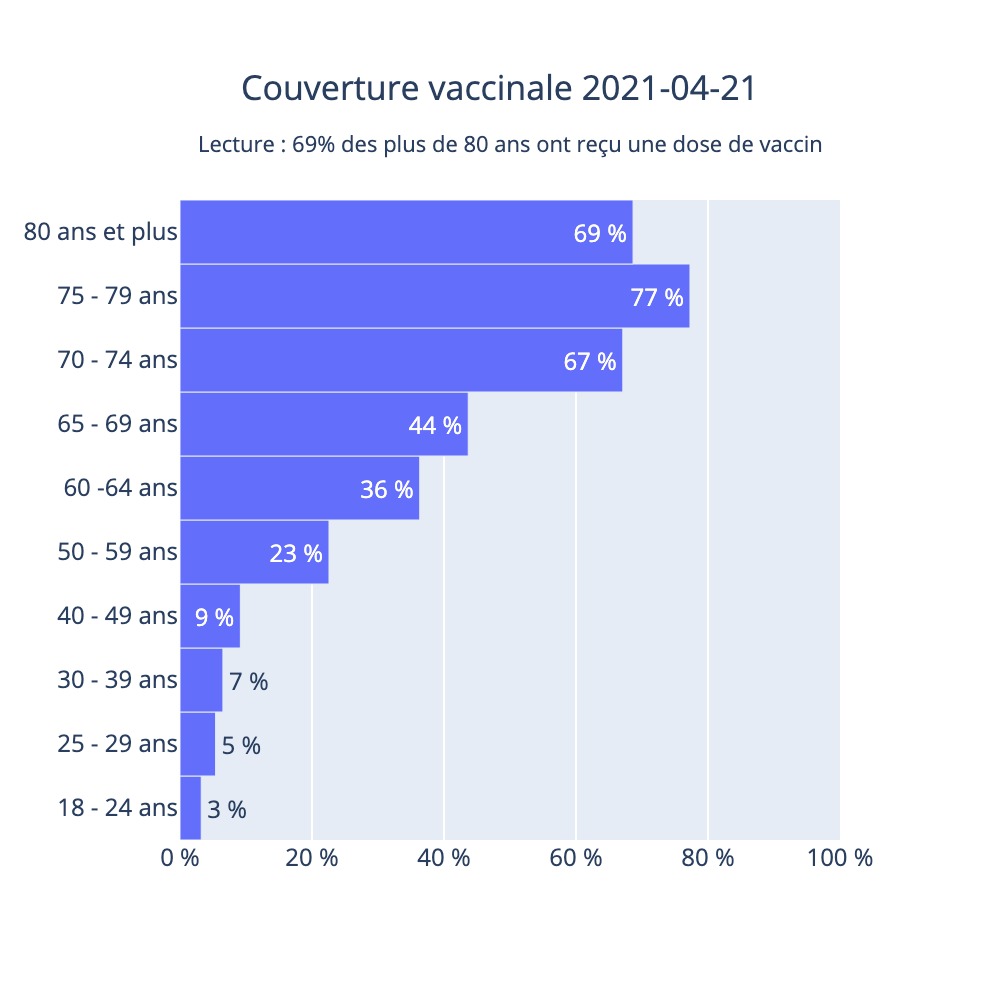 Couverture vaccinale 2021-04-21
Lecture : 69% des plus de 80 ans ont reçu une dose de vaccin
80 ans et plus 69 %
75 - 79 ans 77 %
70 - 74 ans 67 %
65 - 69 ans 44 %
60 -64 ans 36 %
50 - 59 ans 23 %
40 - 49 ans 9 %
30 - 39 ans 7 %
25 - 29 ans 5 %
18 - 24 ans 3 %
0 % 20 % 40 % 60 % 80 % 100 %